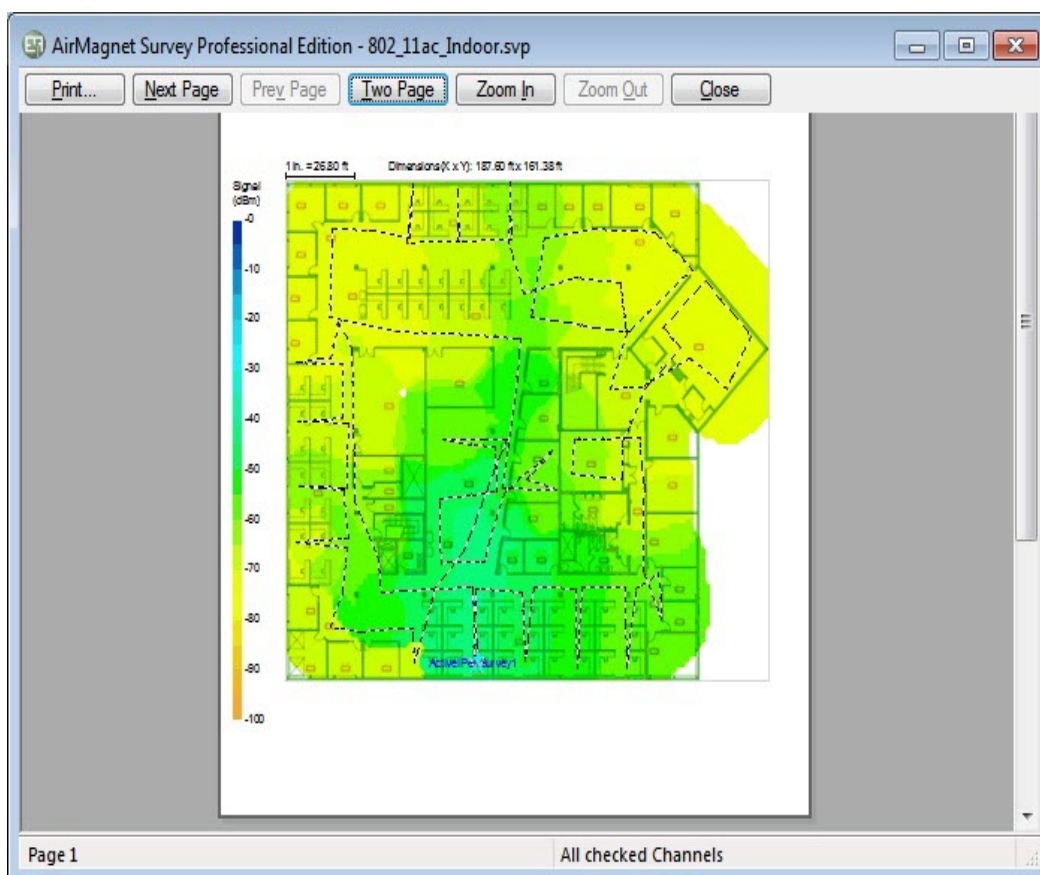 AirMagnet Survey Professional Edition - 802_11ac_Indoor.svp
Print... Next Page Prev Page Two Page Zoom In Zoom Out Close
1 in. = 26.80 ft Dimensions(X x Y): 187.60 ft x 161.38 ft
Signal
(dBm)
-0
-10
-20
-30
-40
-50
-60
-70
-80
-90
-100
Page 1 All checked Channels